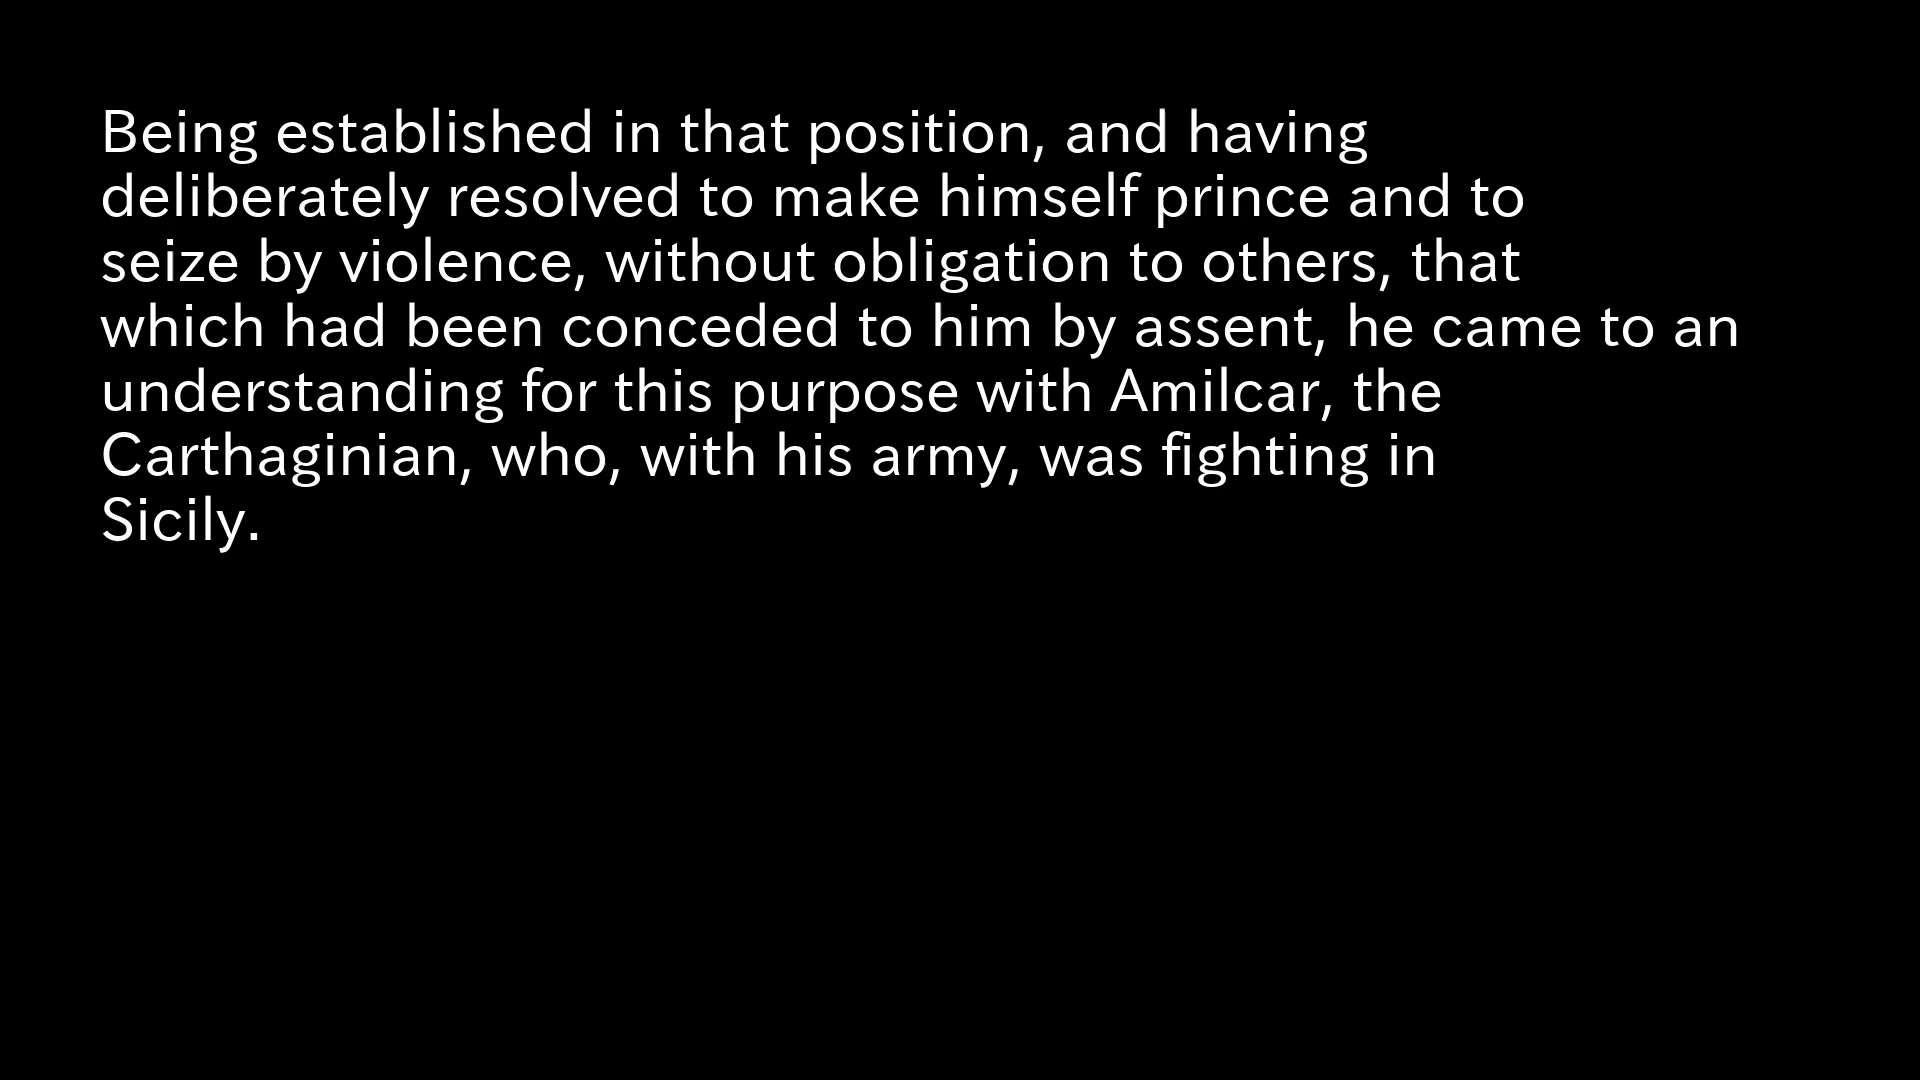 Being established in that position, and having
deliberately resolved to make himself prince and to
seize by violence, without obligation to others, that
which had been conceded to him by assent, he came to an
understanding for this purpose with Amilcar, the
Carthaginian, who, with his army, was fighting in
Sicily.